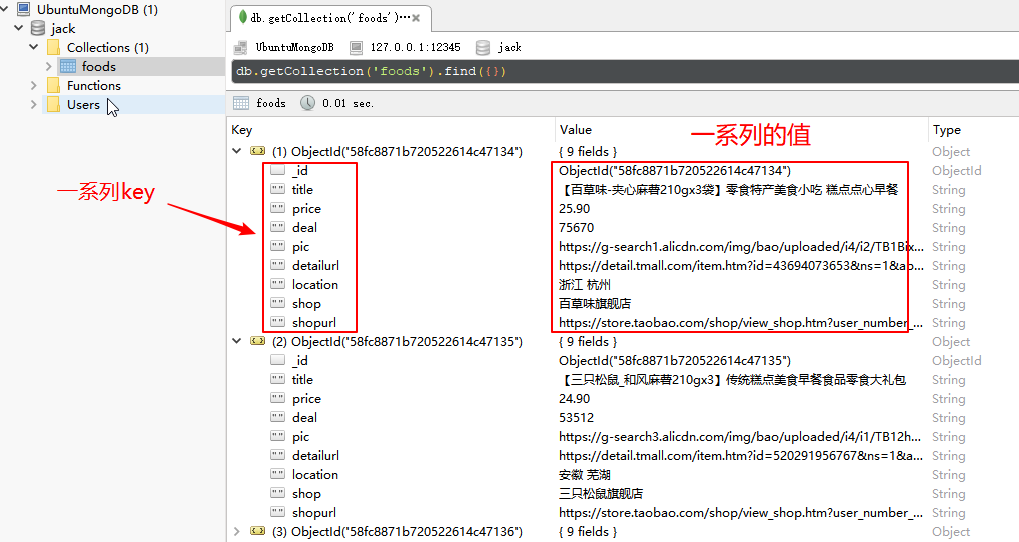 UbuntuMongoDB (1)
jack
Collections (1)
foods
Functions
Users
db.getCollection('foods')...
UbuntuMongoDB 127.0.0.1:12345 jack
db.getCollection('foods').find({})
foods 0.01 sec.
Key Value Type
一系列的值
一系列key
(1) ObjectId("58fc8871b720522614c47134") { 9 fields } Object
_id ObjectId("58fc8871b720522614c47134") ObjectId
title 【百草味-夹心麻薯210gx3袋】零食特产美食小吃 糕点点心早餐 String
price 25.90 String
deal 75670 String
pic https://g-search1.alicdn.com/img/bao/uploaded/i4/i2/TB1Bix... String
detailurl https://detail.tmall.com/item.htm?id=43694073653&ns=1&ab... String
location 浙江 杭州 String
shop 百草味旗舰店 String
shopurl https://store.taobao.com/shop/view_shop.htm?user_number_... String
(2) ObjectId("58fc8871b720522614c47135") { 9 fields } Object
_id ObjectId("58fc8871b720522614c47135") ObjectId
title 【三只松鼠_和风麻薯210gx3】传统糕点美食早餐食品零食大礼包 String
price 24.90 String
deal 53512 String
pic https://g-search3.alicdn.com/img/bao/uploaded/i4/i1/TB12h... String
detailurl https://detail.tmall.com/item.htm?id=520291956767&ns=1&a... String
location 安徽 芜湖 String
shop 三只松鼠旗舰店 String
shopurl https://store.taobao.com/shop/view_shop.htm?user_number_... String
(3) ObjectId("58fc8871b720522614c47136") { 9 fields } Object